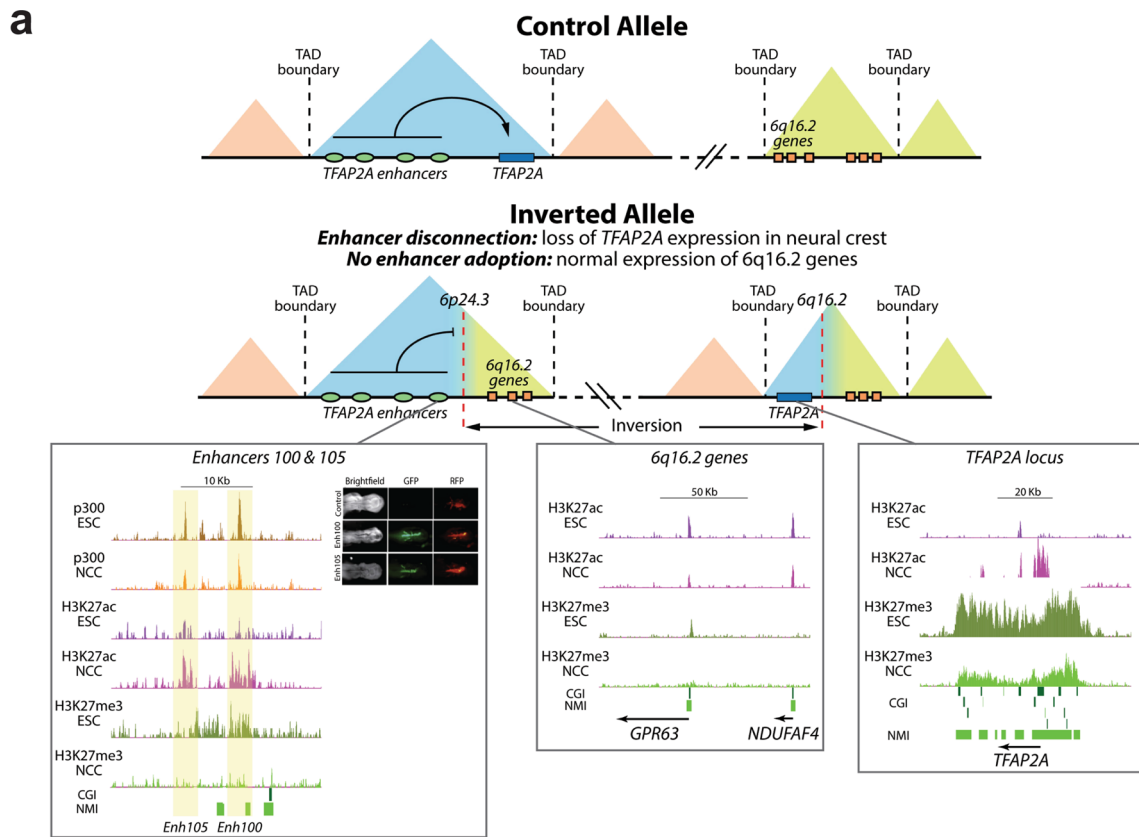 a
Control Allele
TAD boundary
TAD boundary
TAD boundary
TAD boundary
6q16.2 genes
TFAP2A enhancers
TFAP2A
Inverted Allele
Enhancer disconnection: loss of TFAP2A expression in neural crest
No enhancer adoption: normal expression of 6q16.2 genes
TAD boundary
6p24.3
TAD boundary
TAD boundary
6q16.2
TAD boundary
6q16.2 genes
TFAP2A enhancers
TFAP2A
Inversion
Enhancers 100 & 105
10 Kb
Brightfield
GFP
RFP
Control
Enh100
Enh105
p300 ESC
p300 NCC
H3K27ac ESC
H3K27ac NCC
H3K27me3 ESC
H3K27me3 NCC
CGI
NMI
Enh105
Enh100
6q16.2 genes
50 Kb
H3K27ac ESC
H3K27ac NCC
H3K27me3 ESC
H3K27me3 NCC
CGI
NMI
GPR63
NDUFAF4
TFAP2A locus
20 Kb
H3K27ac ESC
H3K27ac NCC
H3K27me3 ESC
H3K27me3 NCC
CGI
NMI
TFAP2A